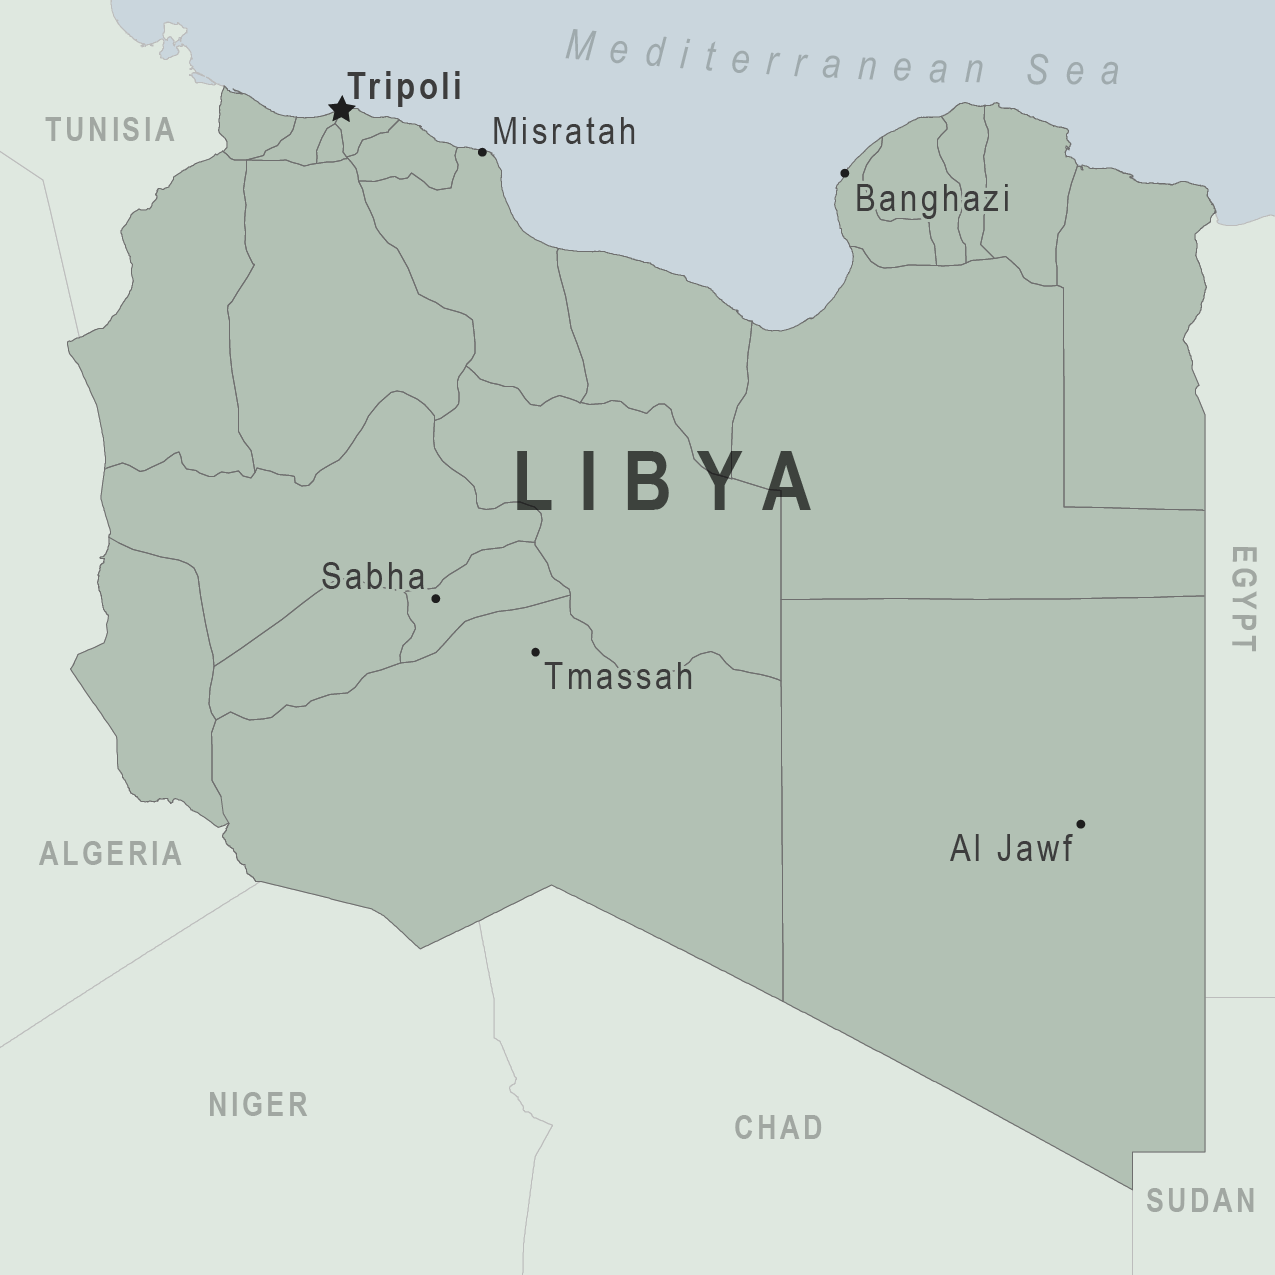 Mediterranean Sea
Tripoli
TUNISIA
Misratah
Banghazi
LIBYA
EGYPT
Sabha
Tmassah
Al Jawf
ALGERIA
NIGER
CHAD
SUDAN